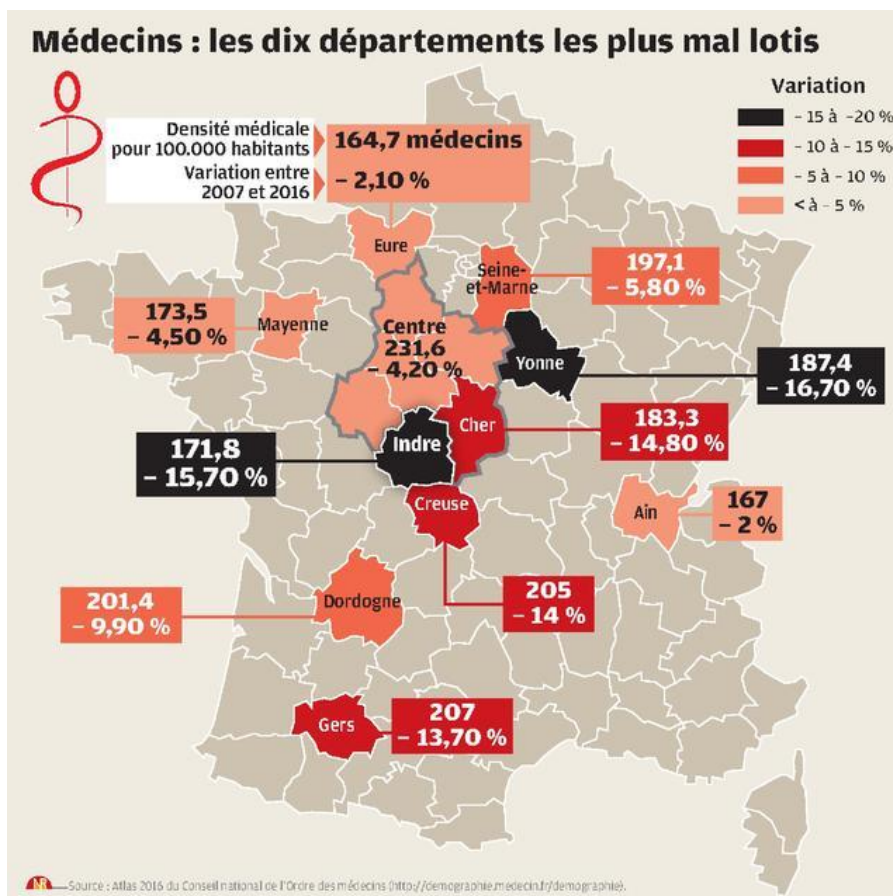 Médecins : les dix départements les plus mal lotis
Densité médicale
pour 100.000 habitants
Variation entre
2007 et 2016
164,7 médecins
– 2,10 %
Variation
- 15 à -20 %
- 10 à - 15 %
- 5 à - 10 %
< à - 5 %
Eure
Seine-
et-Marne
197,1
– 5,80 %
173,5
– 4,50 %
Mayenne
Centre
231,6
– 4,20 %
Yonne
187,4
– 16,70 %
Cher
183,3
– 14,80 %
Indre
171,8
– 15,70 %
Creuse
205
– 14 %
Ain
167
– 2 %
Dordogne
201,4
– 9,90 %
Gers
207
– 13,70 %
NR
Source : Atlas 2016 du Conseil national de l'Ordre des médecins (http://demographie.medecin.fr/demographie).